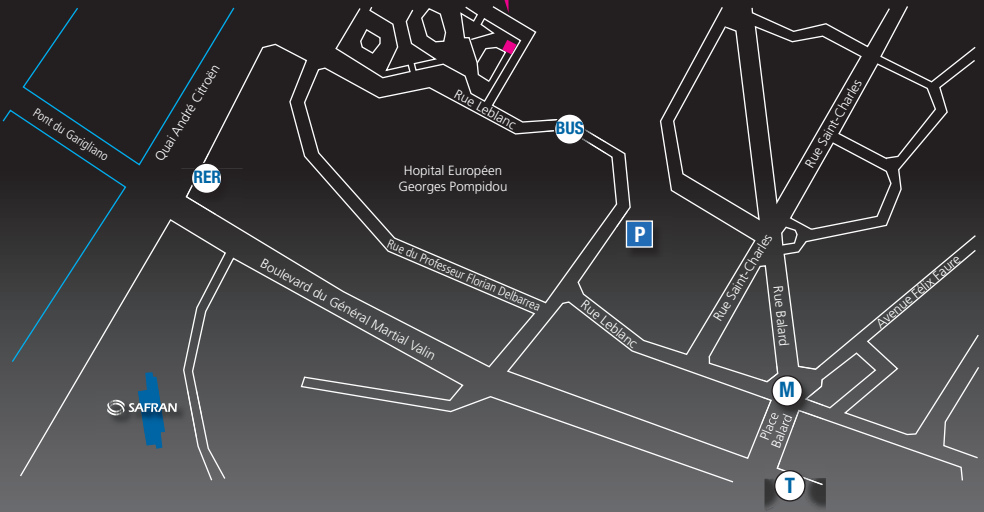 Pont du Garigliano
Quai André Citroën
Rue Leblanc
BUS
Rue Saint-Charles
RER
Hopital Européen
Georges Pompidou
P
Rue du Professeur Florian Delbarrea
Boulevard du Général Martial Valin
Rue Saint-Charles
Rue Leblanc
Rue Balard
Avenue Félix Faure
M
SAFRAN
Place
Balard
T